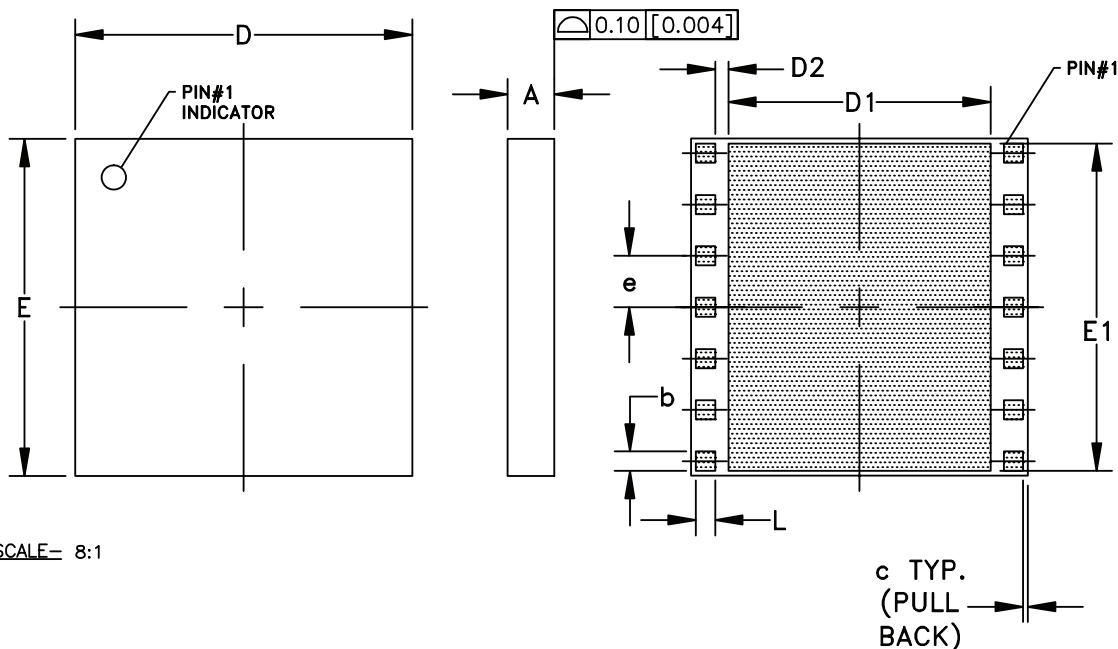 D
0.10 [0.004]
PIN#1
INDICATOR
A
D2
D1
PIN#1
E
e
E1
b
L
SCALE- 8:1
c TYP.
(PULL
BACK)